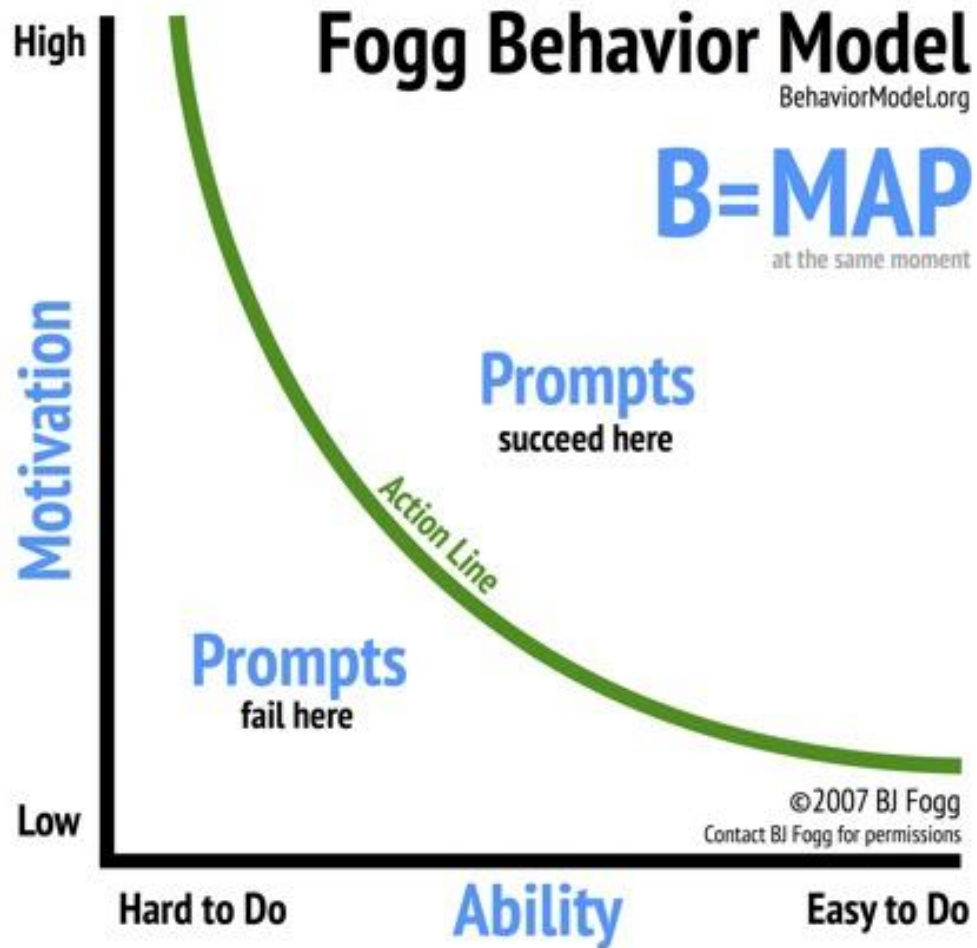 High
Fogg Behavior Model
BehaviorModel.org
B=MAP
at the same moment
Motivation
Prompts
succeed here
Action Line
Prompts
fail here
Low
©2007 BJ Fogg
Contact BJ Fogg for permissions
Hard to Do
Ability
Easy to Do